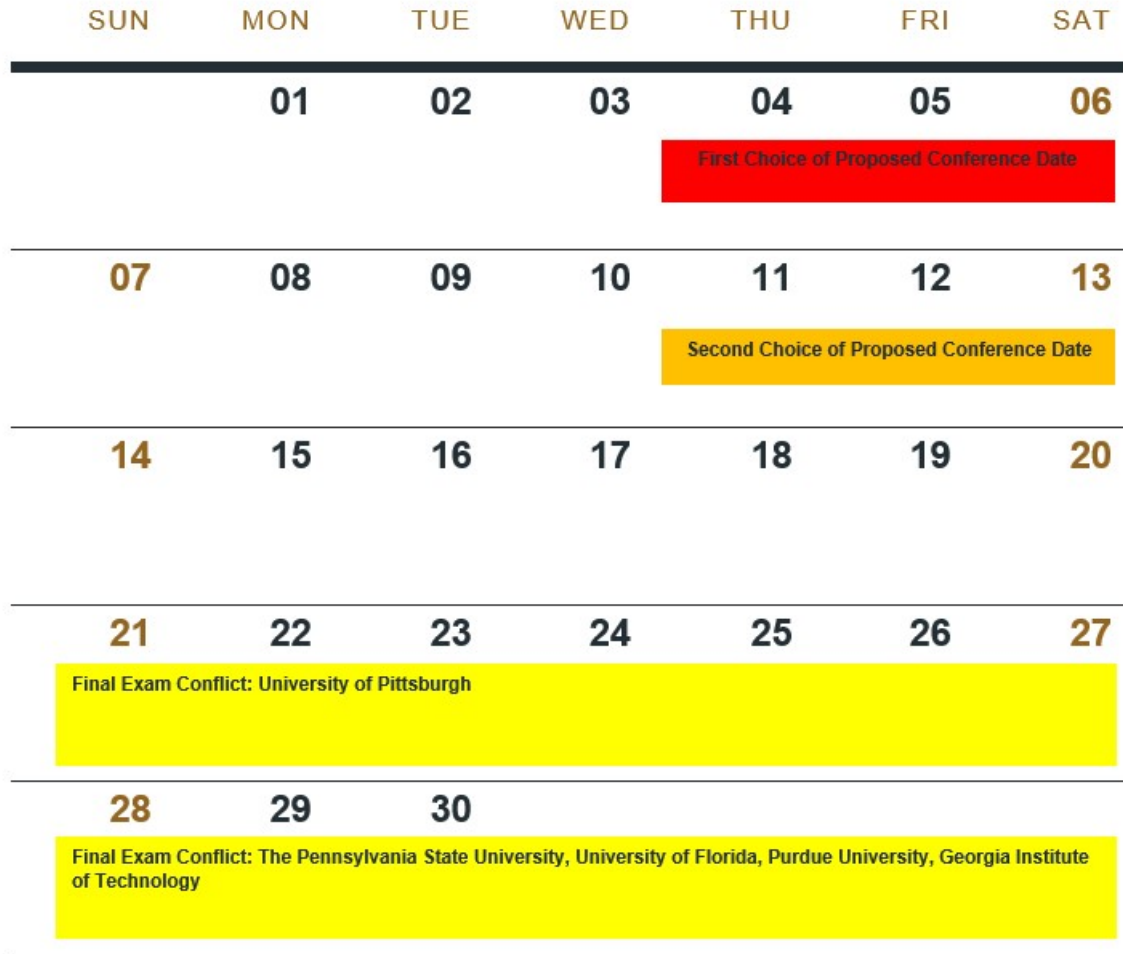 SUN MON TUE WED THU FRI SAT
01 02 03 04 05 06
First Choice of Proposed Conference Date
07 08 09 10 11 12 13
Second Choice of Proposed Conference Date
14 15 16 17 18 19 20
21 22 23 24 25 26 27
Final Exam Conflict: University of Pittsburgh
28 29 30
Final Exam Conflict: The Pennsylvania State University, University of Florida, Purdue University, Georgia Institute
of Technology